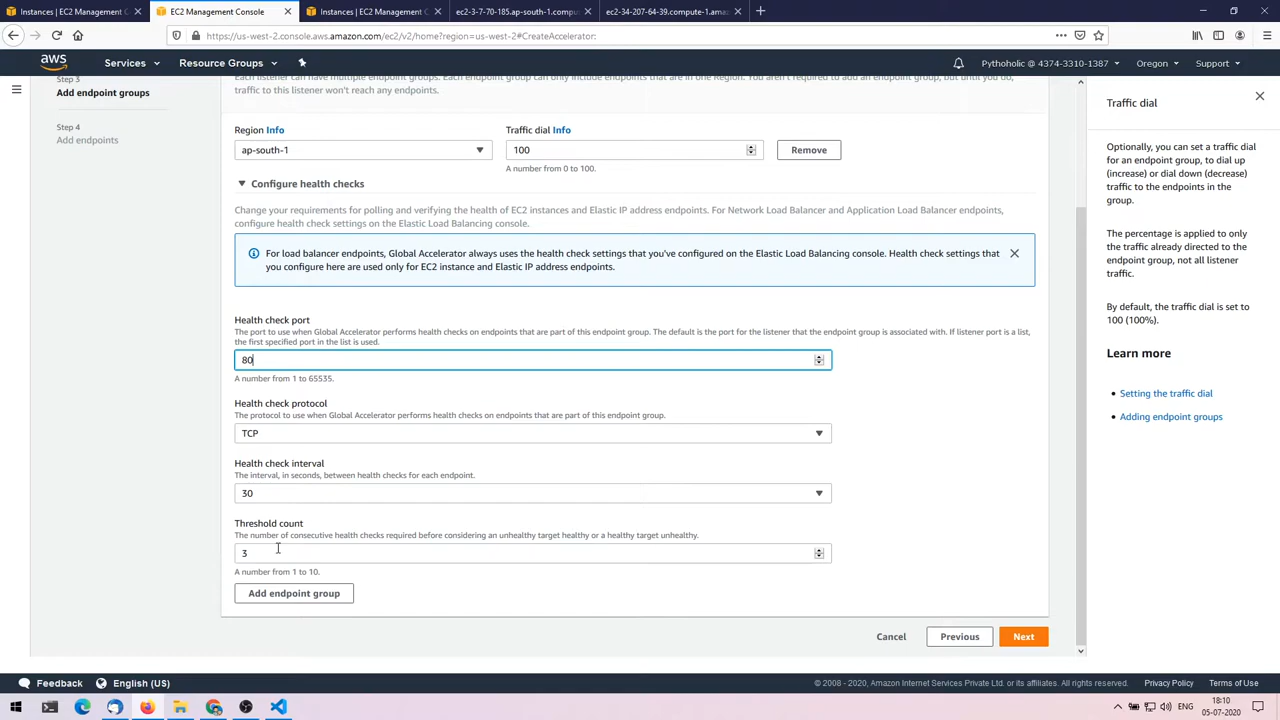 Instances | EC2 Management C
EC2 Management Console
Instances | EC2 Management C
ec2-3-7-70-185.ap-south-1.compu
ec2-34-207-64-39.compute-1.amaz
https://us-west-2.console.aws.amazon.com/ec2/v2/home?region=us-west-2#CreateAccelerator:
aws
Services
Resource Groups
Pythoholic @ 4374-3310-1387
Oregon
Support
Step 3
Add endpoint groups
Step 4
Add endpoints
Each listener can have multiple endpoint groups. Each endpoint group can only include endpoints that are in one Region. You aren't required to add an endpoint group, but until you do,
traffic to this listener won't reach any endpoints.
Region Info
Traffic dial Info
ap-south-1
100
Remove
A number from 0 to 100.
Configure health checks
Change your requirements for polling and verifying the health of EC2 instances and Elastic IP address endpoints. For Network Load Balancer and Application Load Balancer endpoints,
configure health check settings on the Elastic Load Balancing console.
For load balancer endpoints, Global Accelerator always uses the health check settings that you've configured on the Elastic Load Balancing console. Health check settings that
you configure here are used only for EC2 instance and Elastic IP address endpoints.
Health check port
The port to use when Global Accelerator performs health checks on endpoints that are part of this endpoint group. The default is the port for the listener that the endpoint group is associated with. If listener port is a list,
the first specified port in the list is used.
80
A number from 1 to 65535.
Health check protocol
The protocol to use when Global Accelerator performs health checks on endpoints that are part of this endpoint group.
TCP
Health check interval
The interval, in seconds, between health checks for each endpoint.
30
Threshold count
The number of consecutive health checks required before considering an unhealthy target healthy or a healthy target unhealthy.
3
A number from 1 to 10.
Add endpoint group
Cancel
Previous
Next
Traffic dial
Optionally, you can set a traffic dial
for an endpoint group, to dial up
(increase) or dial down (decrease)
traffic to the endpoints in the
group.
The percentage is applied to only
the traffic already directed to the
endpoint group, not all listener
traffic.
By default, the traffic dial is set to
100 (100%).
Learn more
Setting the traffic dial
Adding endpoint groups
Feedback
English (US)
© 2008 - 2020, Amazon Internet Services Private Ltd. or its affiliates. All rights reserved.
Privacy Policy
Terms of Use
ENG
18:10
05-07-2020